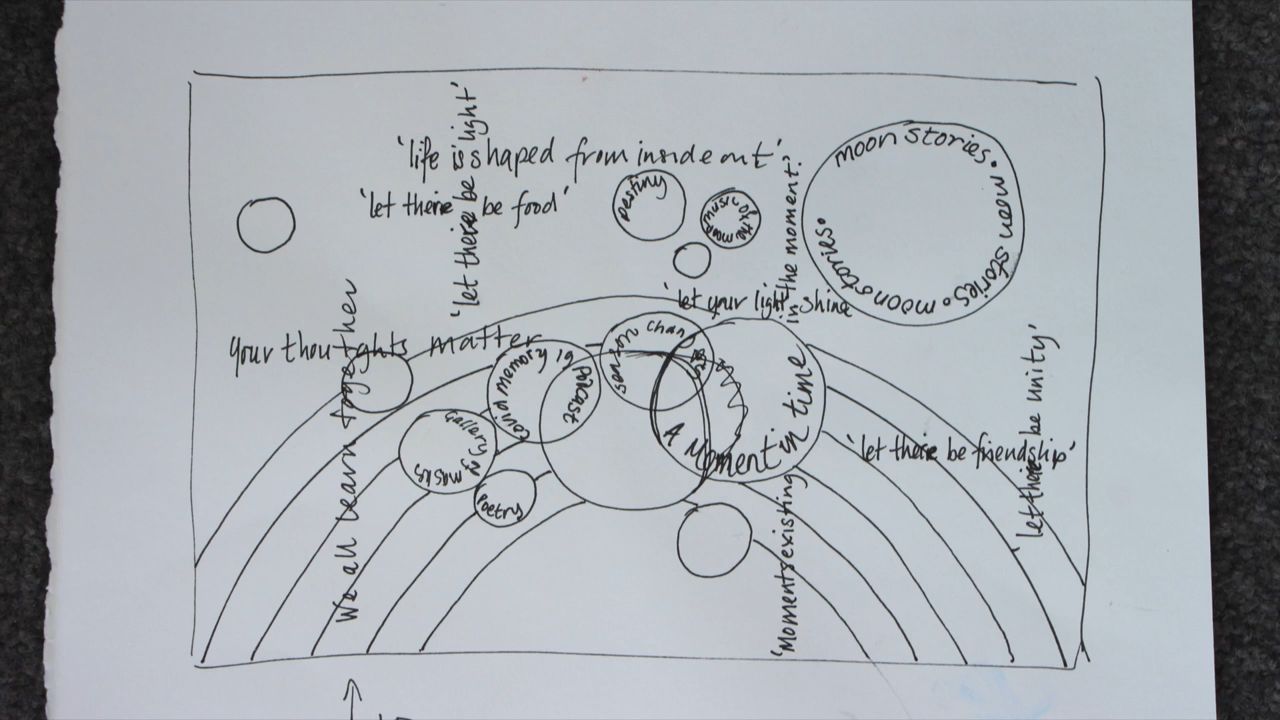 'let there be light'
'life is shaped from inside out'
'let there be food'
Destiny
music of the moon
moon stories. moon stories. moon stories.
in the moment.'
'let your light shine
your thoughts matter
We all learn together
covid memory
podcast
season changes
A Moment in time
Gallery of masks
Poetry
'Moments existing
'let there be friendship'
'let there be unity'